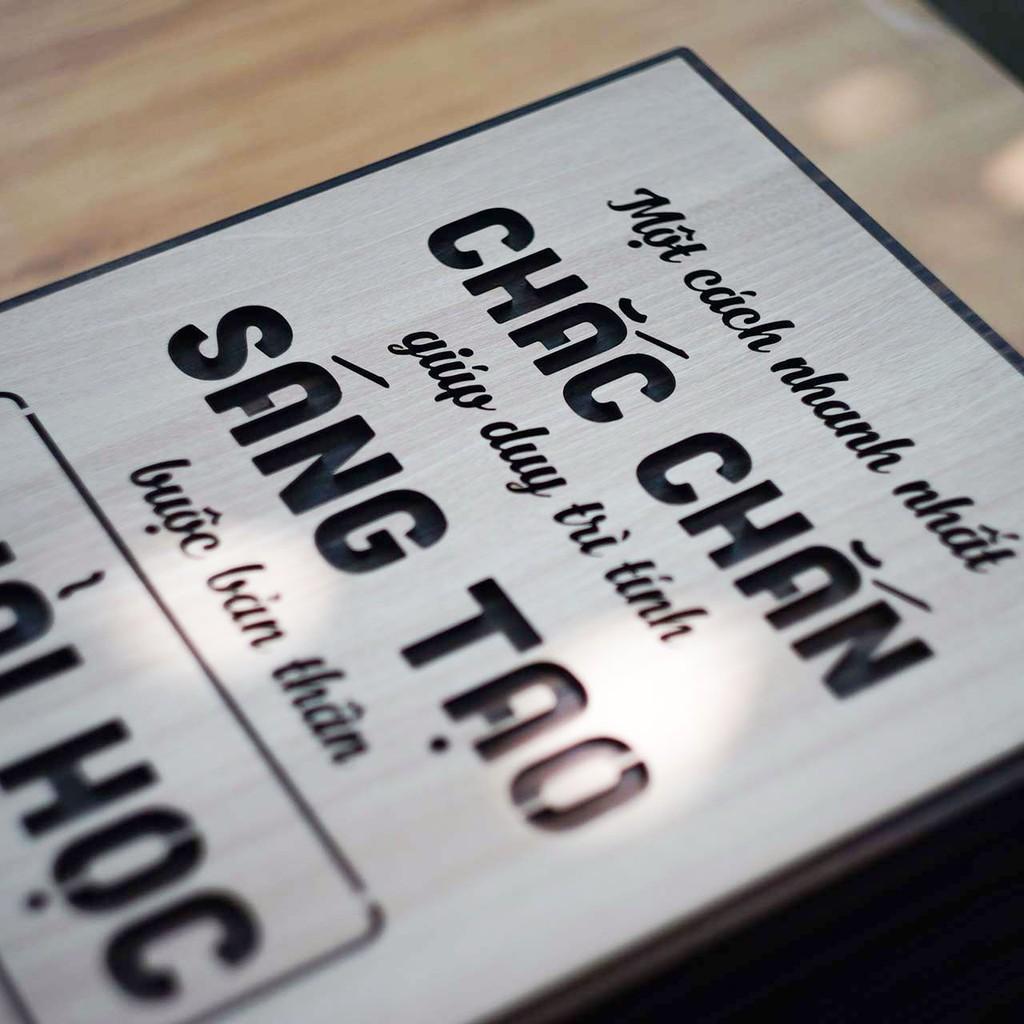 Một cách nhanh nhất
CHẮC CHẮN
giúp duy trì tính
SÁNG TẠO
buộc bản thân
HỌC